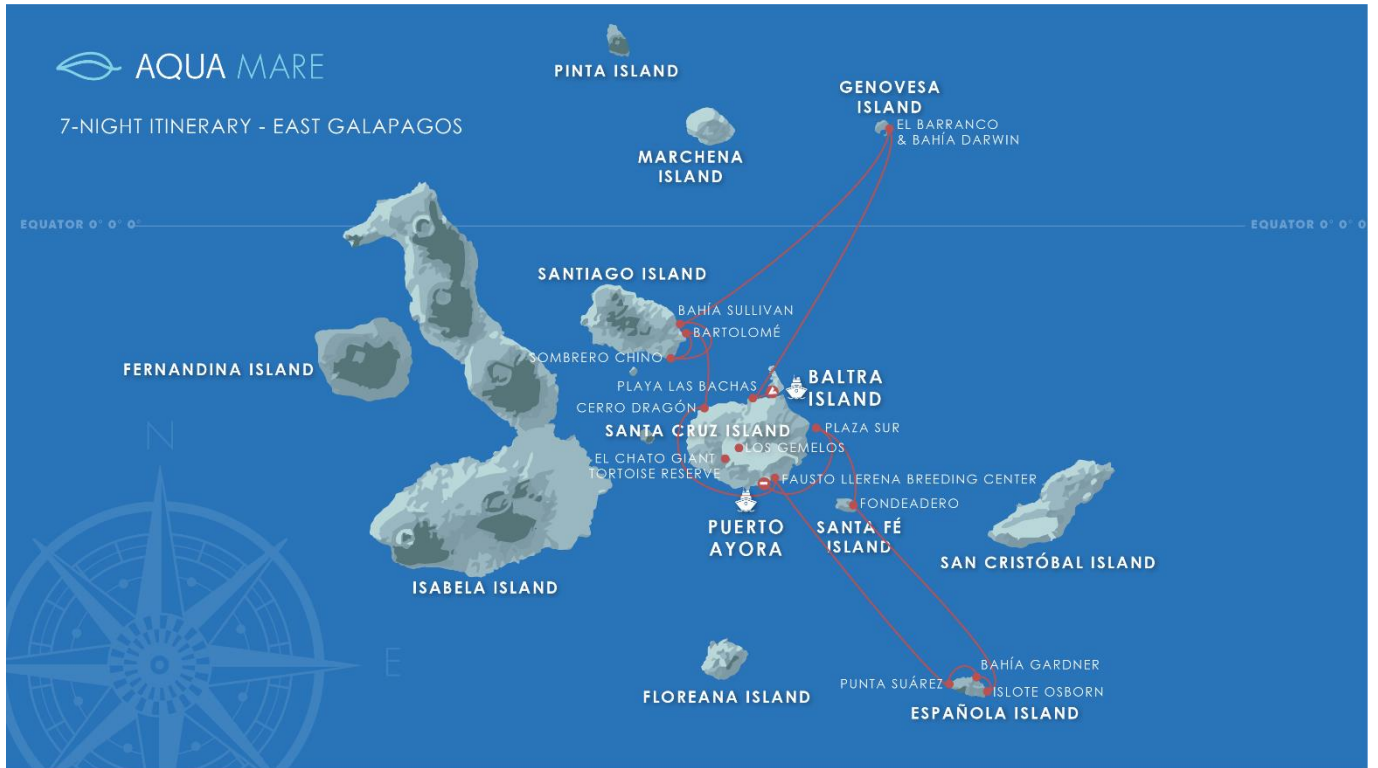 AQUA MARE
7-NIGHT ITINERARY - EAST GALAPAGOS
PINTA ISLAND
GENOVESA
ISLAND
EL BARRANCO
& BAHÍA DARWIN
MARCHENA
ISLAND
EQUATOR 0° 0' 0"
EQUATOR 0° 0' 0
SANTIAGO ISLAND
BAHÍA SULLIVAN
BARTOLOMÉ
SOMBRERO CHINO
FERNANDINA ISLAND
PLAYA LAS BACHAS
BALTRA
ISLAND
CERRO DRAGÓN
SANTA CRUZ ISLAND
PLAZA SUR
LOS GEMELOS
EL CHATO GIANT
TORTOISE RESERVE
FAUSTO LLERENA BREEDING CENTER
FONDEADERO
PUERTO
AYORA
SANTA FÉ
ISLAND
SAN CRISTÓBAL ISLAND
ISABELA ISLAND
N
E
BAHÍA GARDNER
PUNTA SUÁREZ
ISLOTE OSBORN
ESPAÑOLA ISLAND
FLOREANA ISLAND